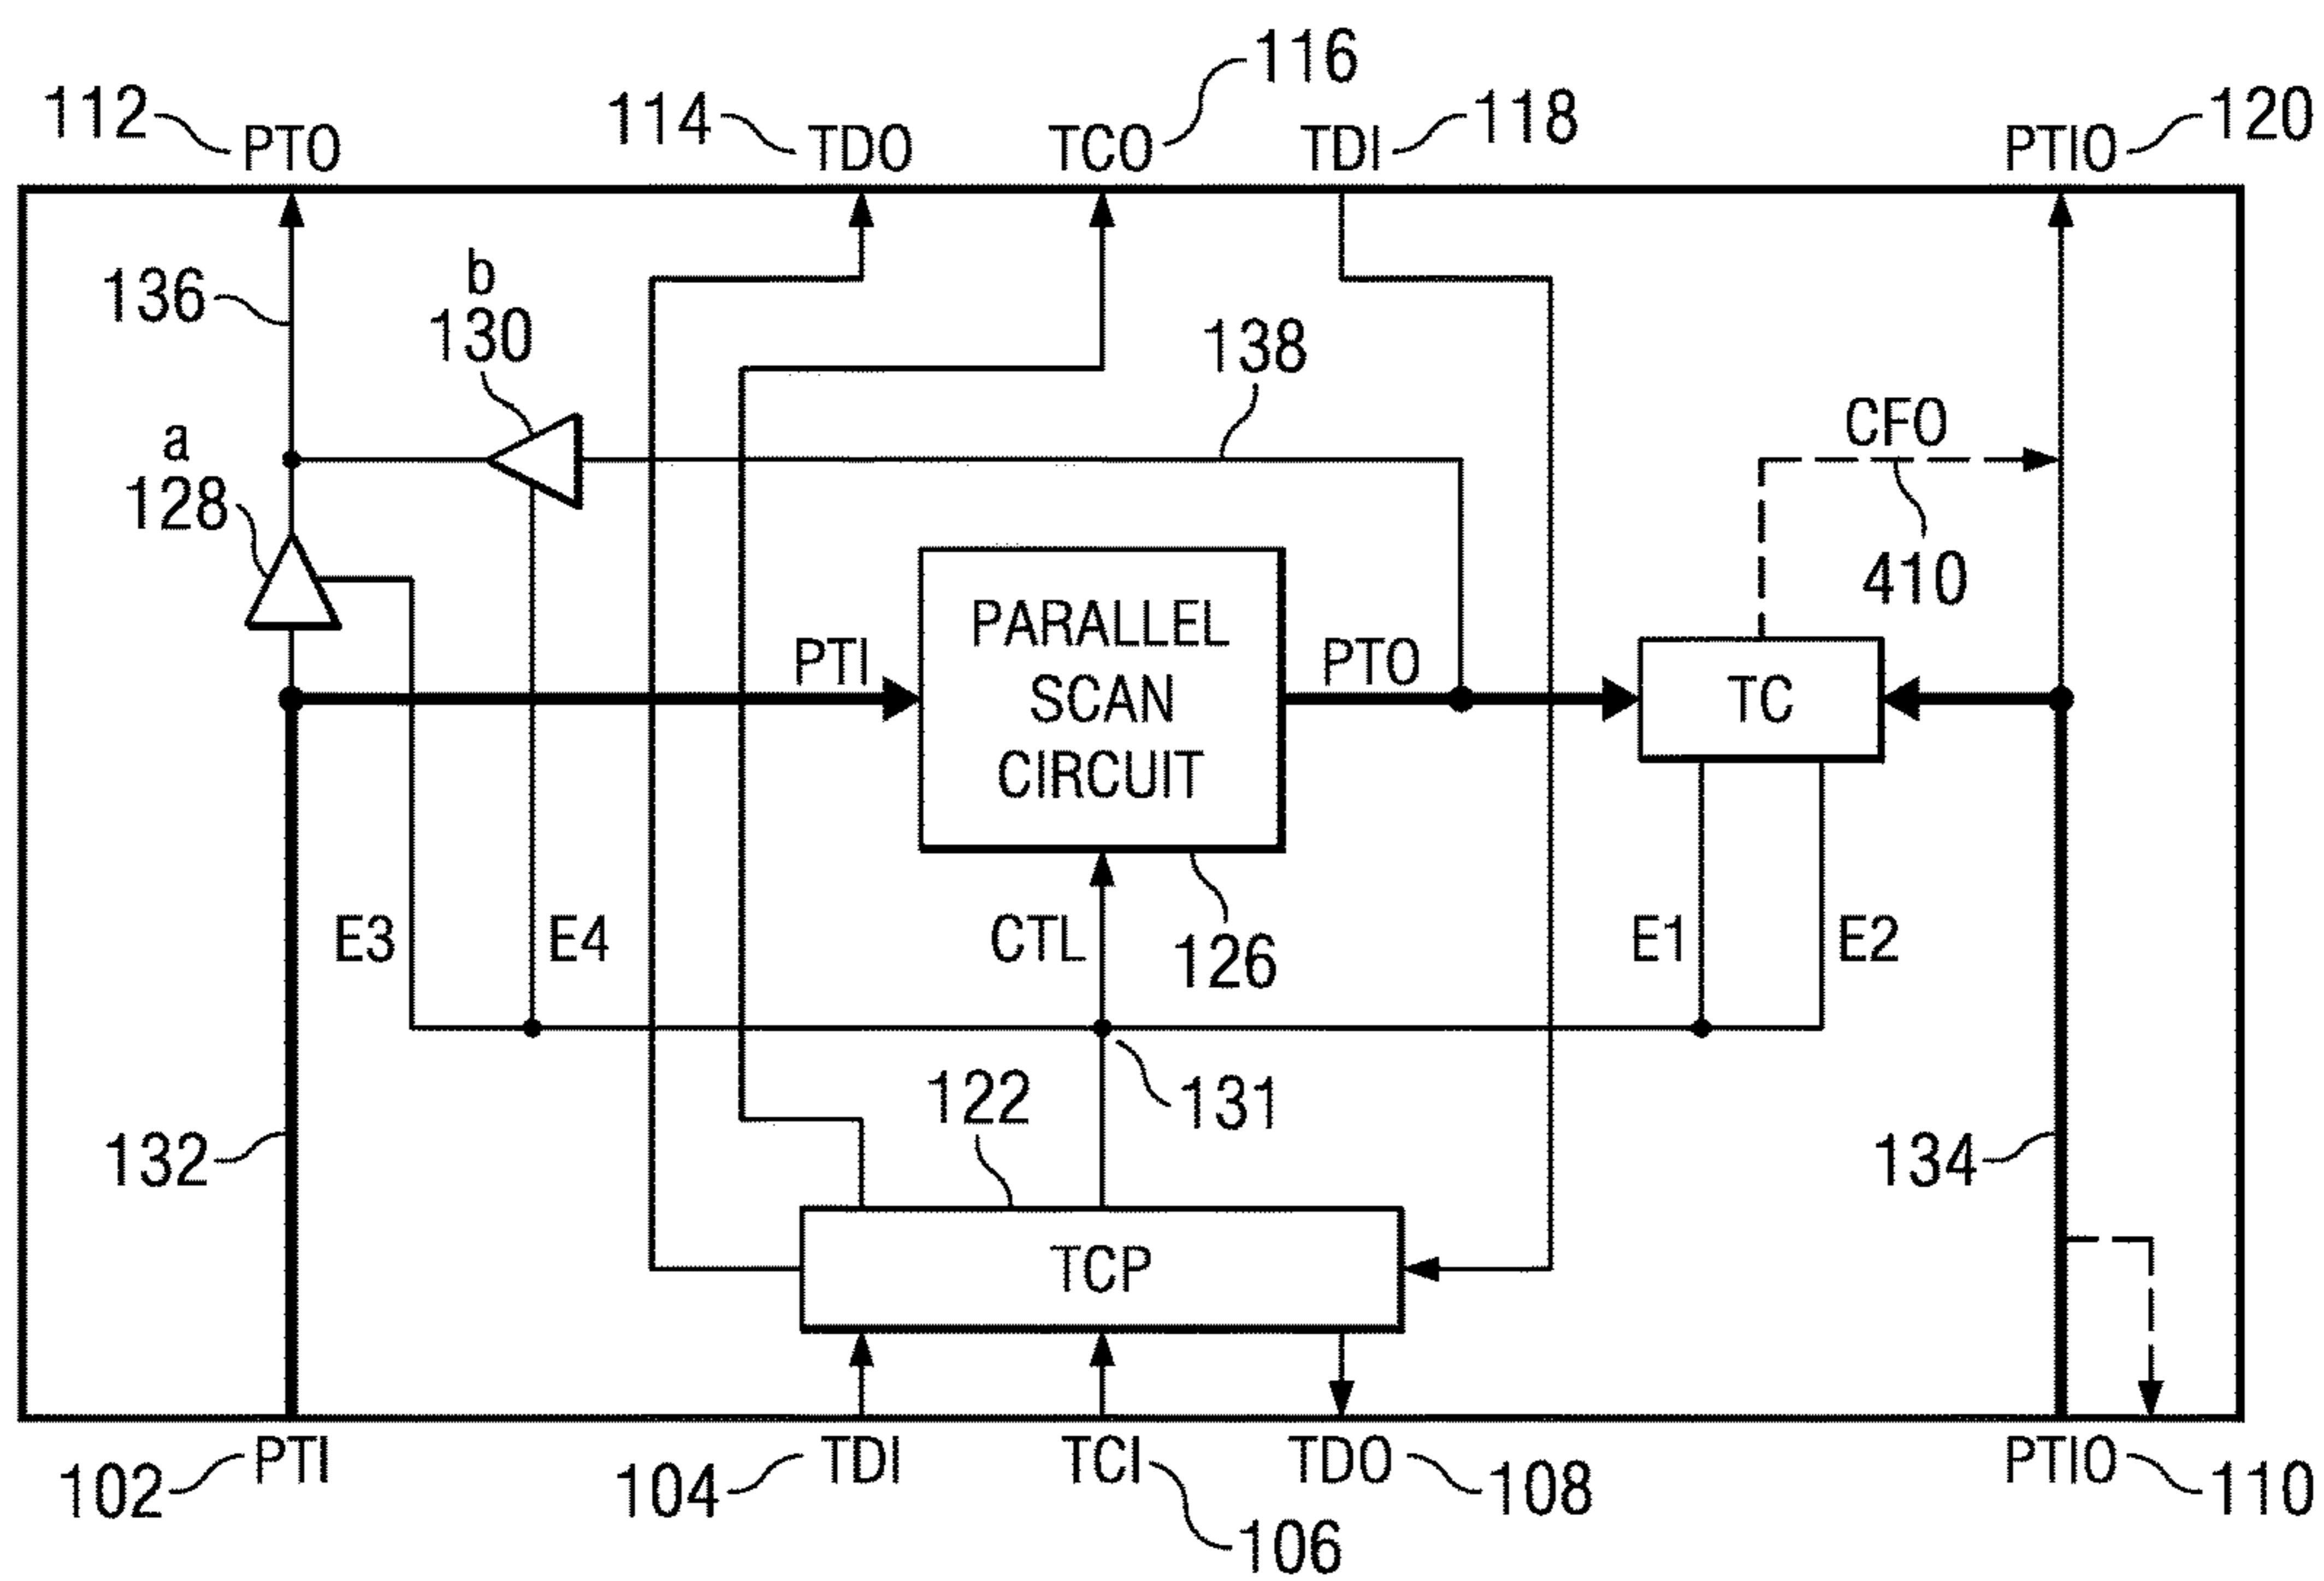 116
112 PTO
114 TDO
TCO
TDI 118
PTIO 120
136
b
130
138
CFO
a
128
410
PTI
PARALLEL
SCAN
CIRCUIT
PTO
TC
E3
E4
CTL
126
E1
E2
122
131
132
134
TCP
102 PTI
104 TDI
TCI
TDO 108
PTIO 110
106